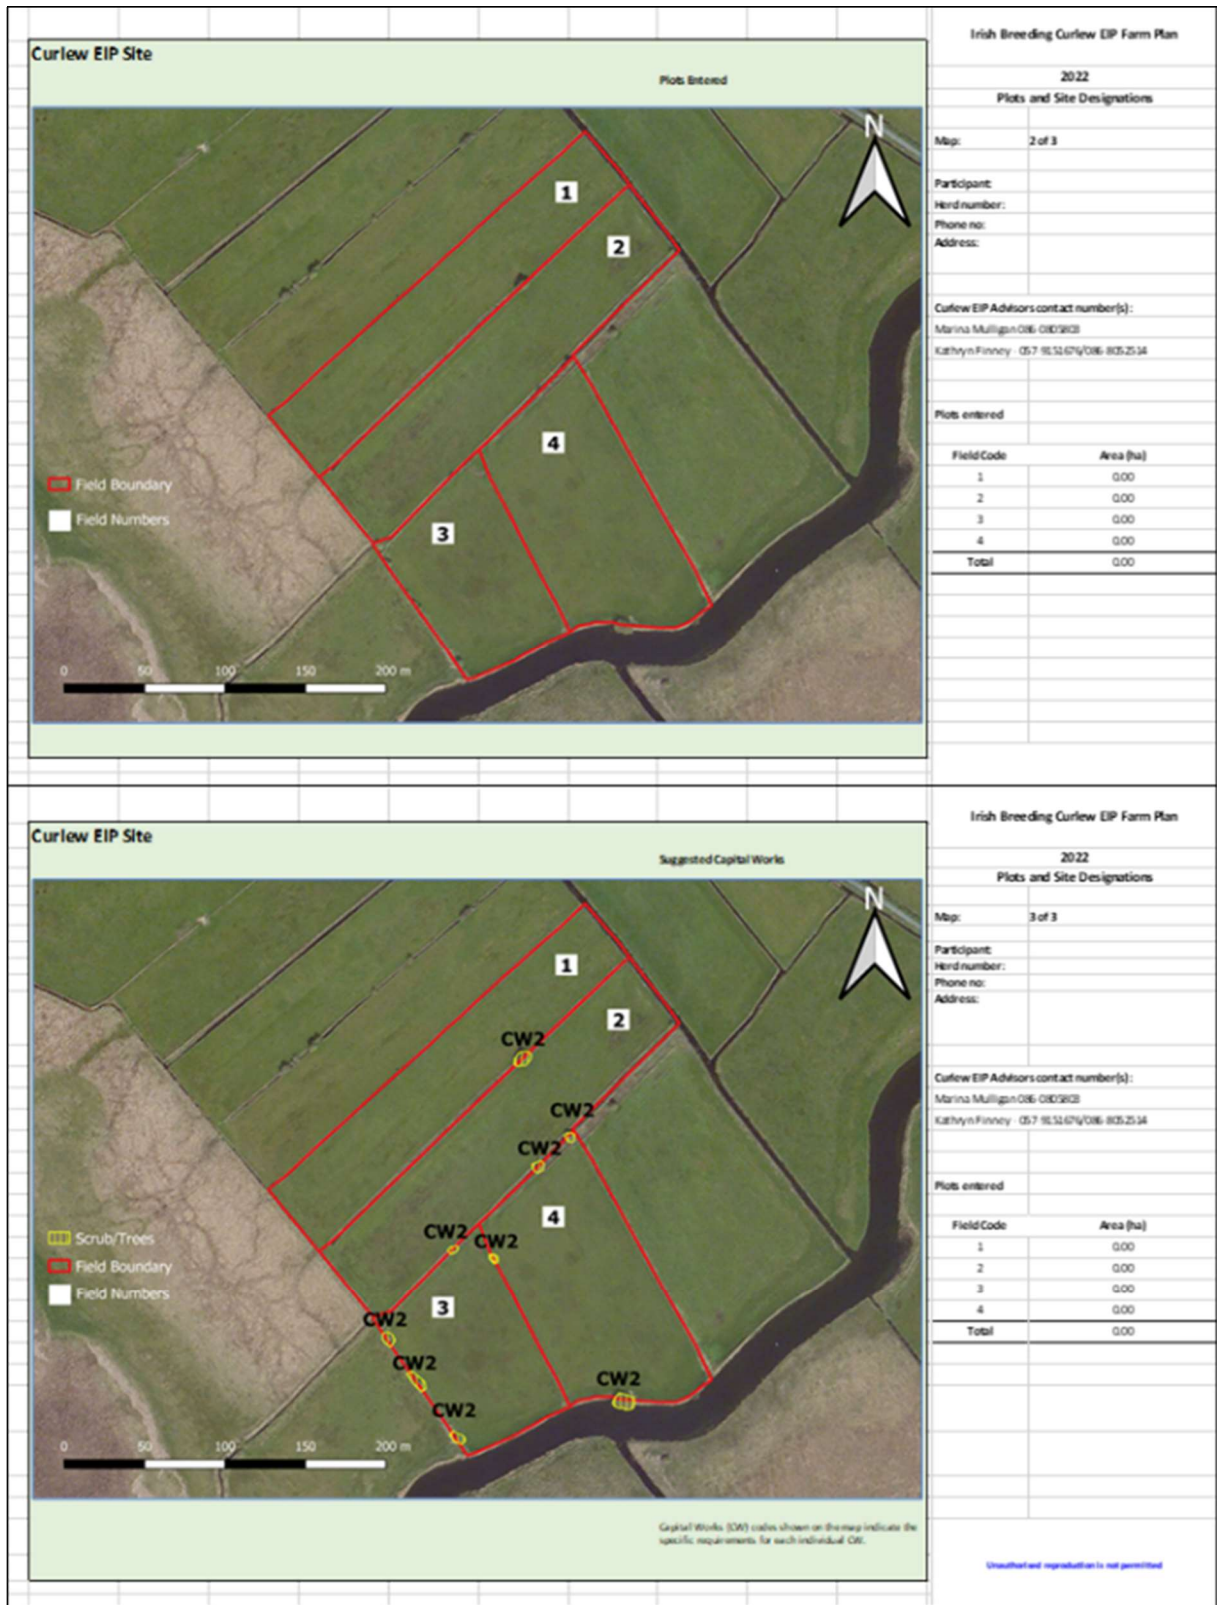 Curlew EIP Site
Plots Entered
N
1
2
4
3
Field Boundary
Field Numbers
0 50 100 150 200 m
Irish Breeding Curlew EIP Farm Plan
2022
Plots and Site Designations
Map: 2 of 3
Participant:
Herd number:
Phone no:
Address:
Curlew EIP Advisors contact number(s):
Marina Mulligan
Kathryn Finney -
Plots entered
Field Code Area (ha)
1 0.00
2 0.00
3 0.00
4 0.00
Total 0.00
Curlew EIP Site
Suggested Capital Works
N
1
2
CW2
CW2
CW2
4
CW2 CW2
3
CW2
CW2
CW2
CW2
Scrub/Trees
Field Boundary
Field Numbers
0 50 100 150 200 m
Capital Works (CW) codes shown on the map indicate the
specific requirements for each individual CW.
Irish Breeding Curlew EIP Farm Plan
2022
Plots and Site Designations
Map: 3 of 3
Participant:
Herd number:
Phone no:
Address:
Curlew EIP Advisors contact number(s):
Marina Mulligan
Kathryn Finney -
Plots entered
Field Code Area (ha)
1 0.00
2 0.00
3 0.00
4 0.00
Total 0.00
Unauthorised reproduction is not permitted